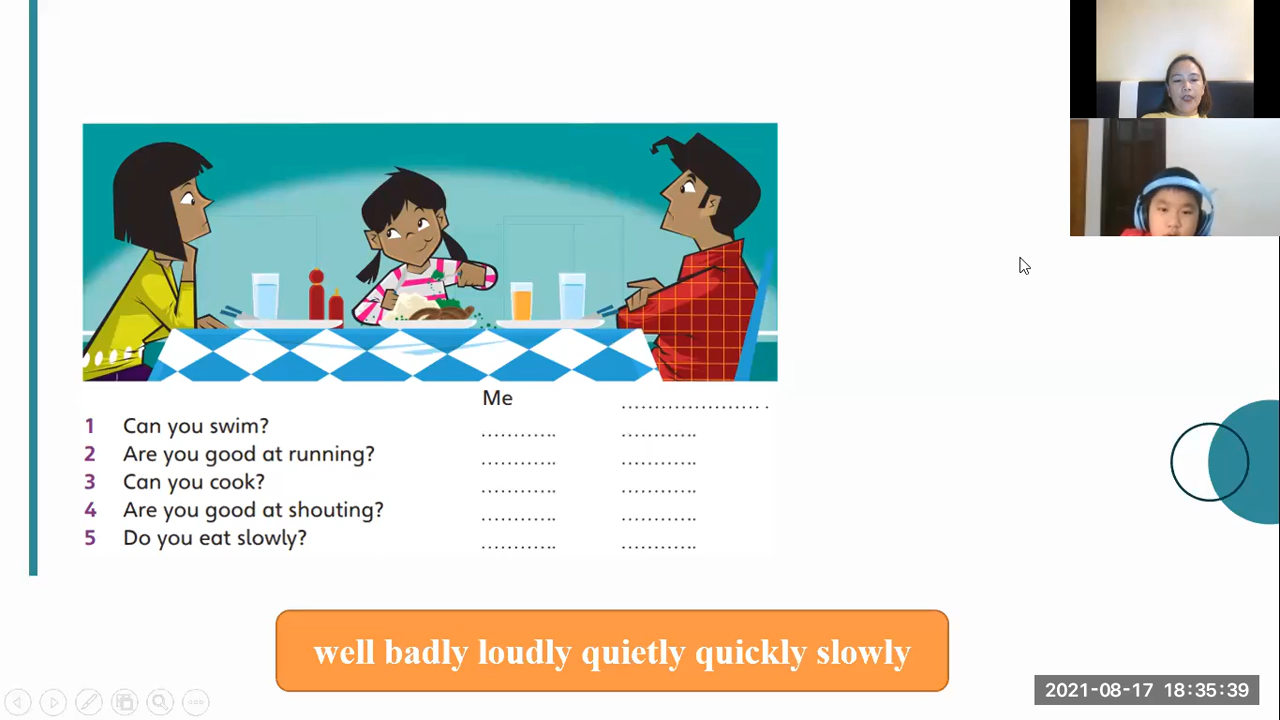 Me .................... .
1 Can you swim? ........... ...........
2 Are you good at running? ........... ...........
3 Can you cook? ........... ...........
4 Are you good at shouting? ........... ...........
5 Do you eat slowly? ........... ...........
well badly loudly quietly quickly slowly
2021-08-17 18:35:39